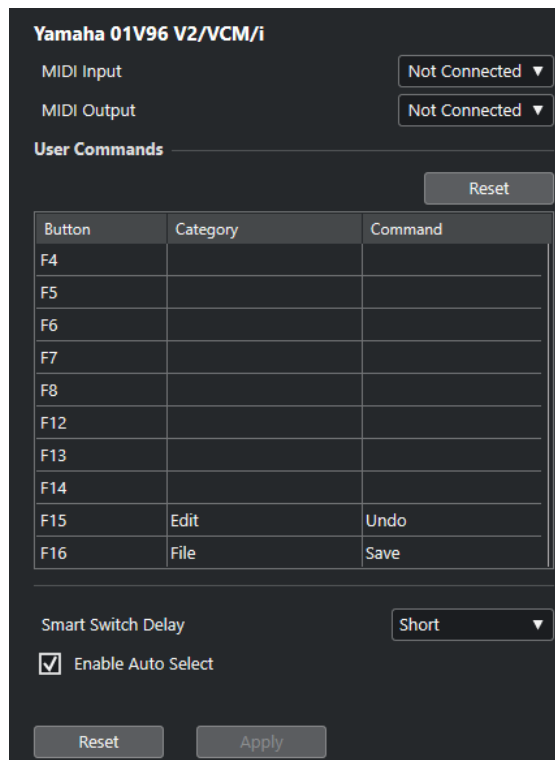 Yamaha 01V96 V2/VCM/i
MIDI Input Not Connected
MIDI Output Not Connected
User Commands
Reset
Button Category Command
F4
F5
F6
F7
F8
F12
F13
F14
F15 Edit Undo
F16 File Save
Smart Switch Delay Short
Enable Auto Select
Reset Apply